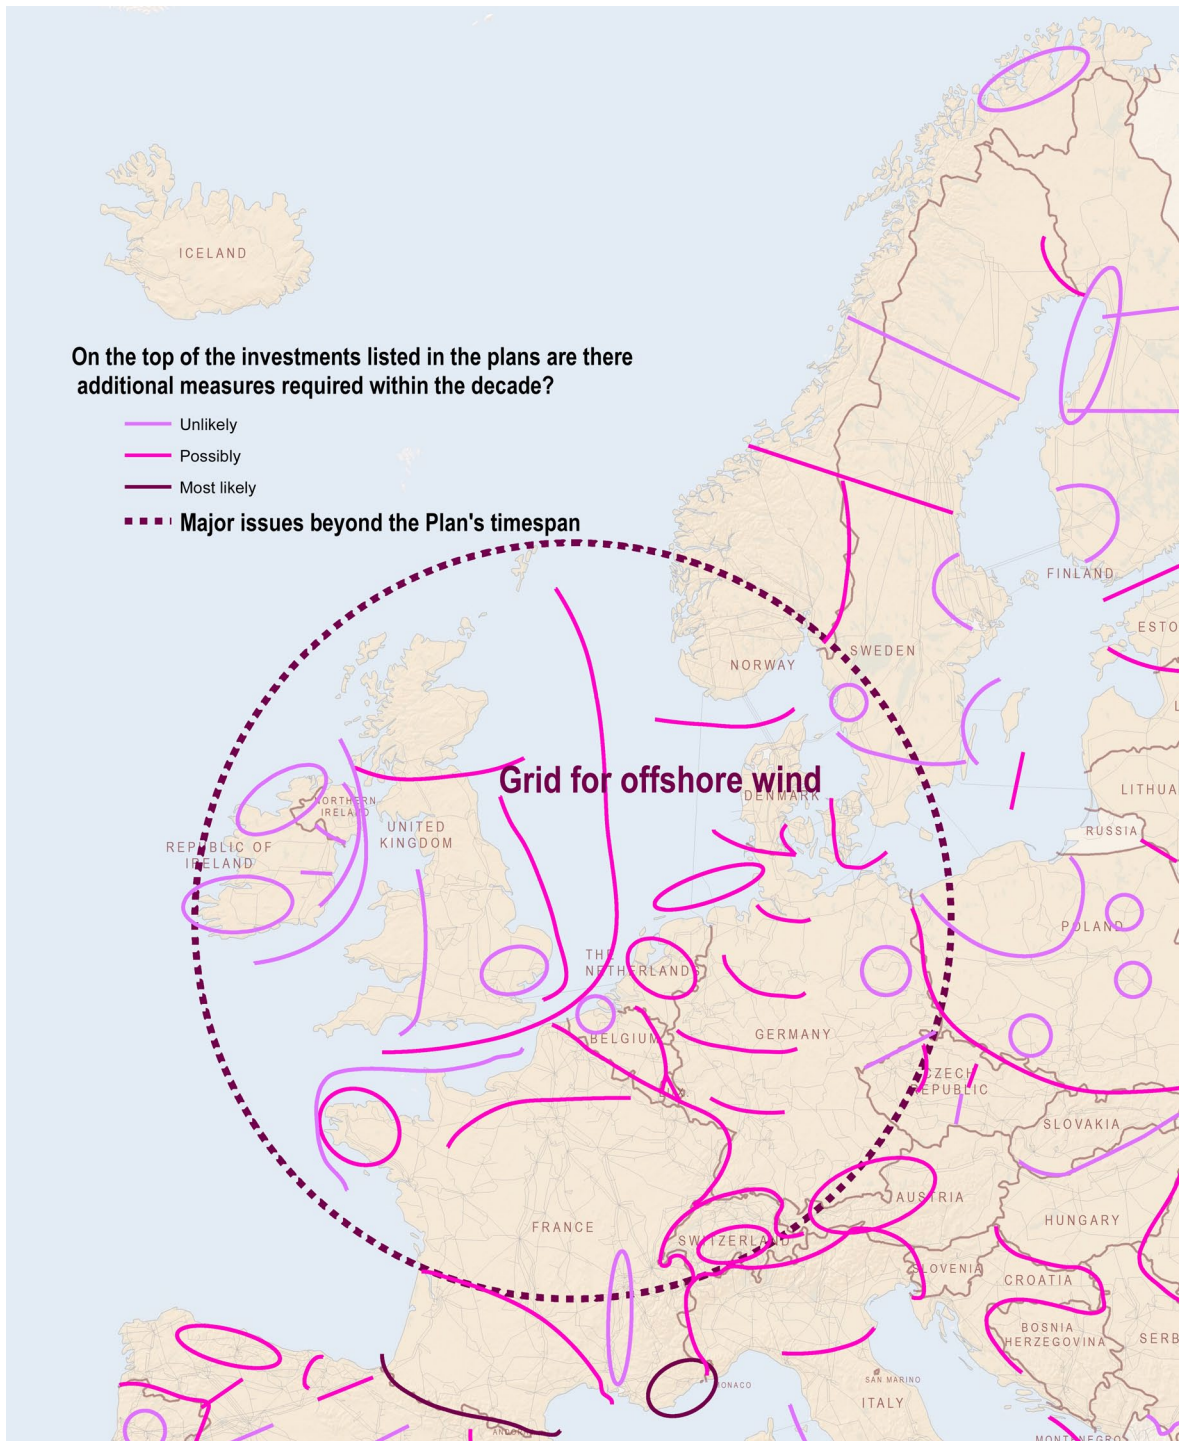 ICELAND
On the top of the investments listed in the plans are there
additional measures required within the decade?
Unlikely
Possibly
Most likely
Major issues beyond the Plan's timespan
FINLAND
ESTO
SWEDEN
NORWAY
L
Grid for offshore wind
DENMARK
LITHUA
NORTHERN
IRELAND
UNITED
KINGDOM
RUSSIA
REPUBLIC OF
IRELAND
POLAND
THE
NETHERLANDS
BELGIUM
GERMANY
CZECH
REPUBLIC
SLOVAKIA
AUSTRIA
FRANCE
HUNGARY
SWITZERLAND
SLOVENIA
CROATIA
BOSNIA
HERZEGOVINA
SERB
SAN MARINO
MONACO
ITALY
ANDORRA
MONTENEGRO